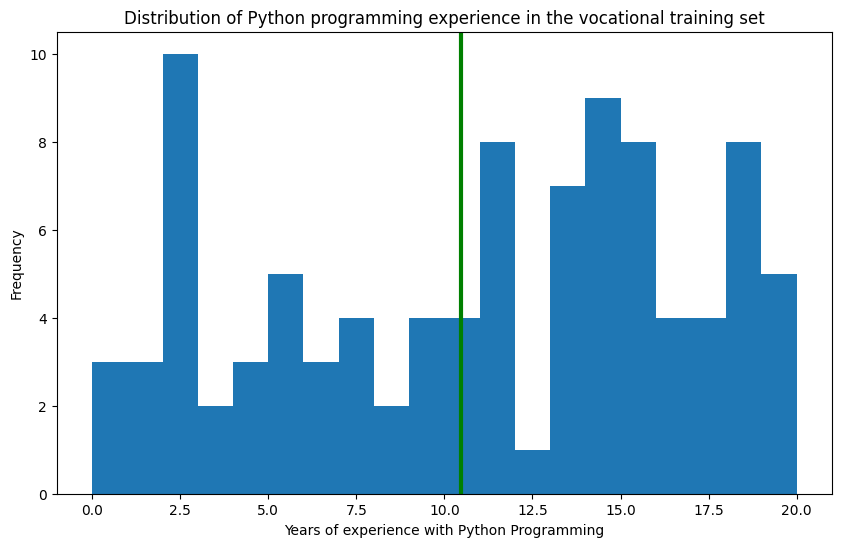 Distribution of Python programming experience in the vocational training set
10
8
6
4
2
0
Frequency
0.0 2.5 5.0 7.5 10.0 12.5 15.0 17.5 20.0
Years of experience with Python Programming